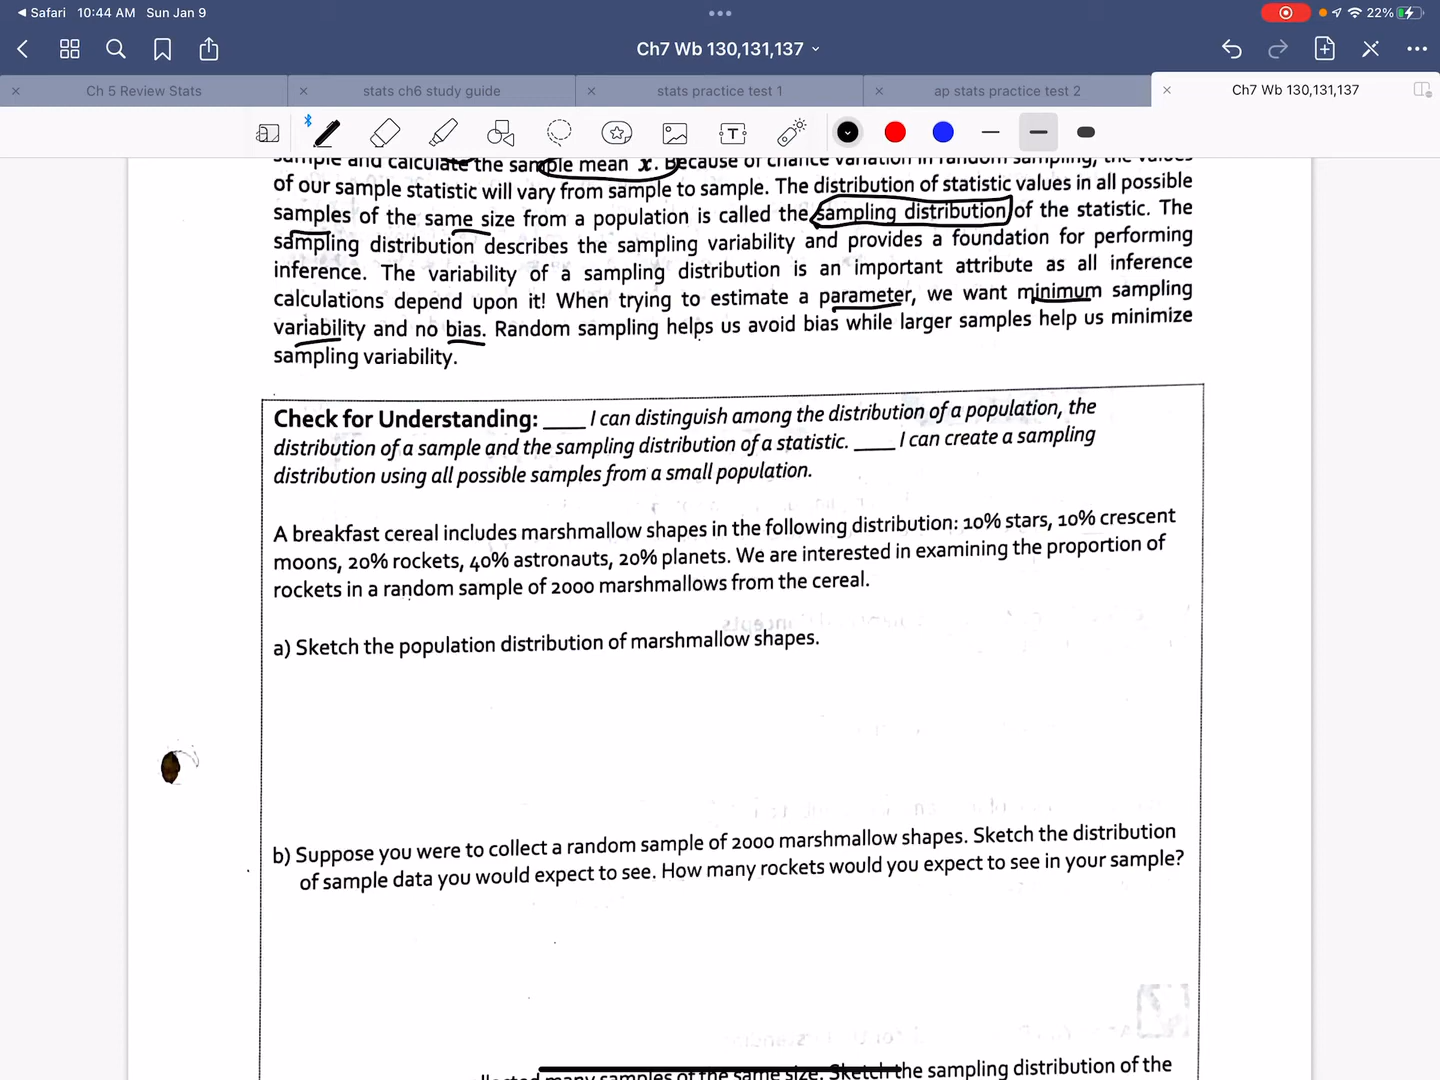 Safari 10:44 AM Sun Jan 9
22%
Ch7 Wb 130,131,137
Ch 5 Review Stats
stats ch6 study guide
stats practice test 1
ap stats practice test 2
Ch7 Wb 130,131,137
T
sample and calculate the sample mean x. Because of chance variation in random sampling, the values
of our sample statistic will vary from sample to sample. The distribution of statistic values in all possible
samples of the same size from a population is called the sampling distribution of the statistic. The
sampling distribution describes the sampling variability and provides a foundation for performing
inference. The variability of a sampling distribution is an important attribute as all inference
calculations depend upon it! When trying to estimate a parameter, we want minimum sampling
variability and no bias. Random sampling helps us avoid bias while larger samples help us minimize
sampling variability.
Check for Understanding: ____ I can distinguish among the distribution of a population, the
distribution of a sample and the sampling distribution of a statistic. ____ I can create a sampling
distribution using all possible samples from a small population.
A breakfast cereal includes marshmallow shapes in the following distribution: 10% stars, 10% crescent
moons, 20% rockets, 40% astronauts, 20% planets. We are interested in examining the proportion of
rockets in a random sample of 2000 marshmallows from the cereal.
a) Sketch the population distribution of marshmallow shapes.
b) Suppose you were to collect a random sample of 2000 marshmallow shapes. Sketch the distribution
of sample data you would expect to see. How many rockets would you expect to see in your sample?
many samples of the same size. Sketch the sampling distribution of the